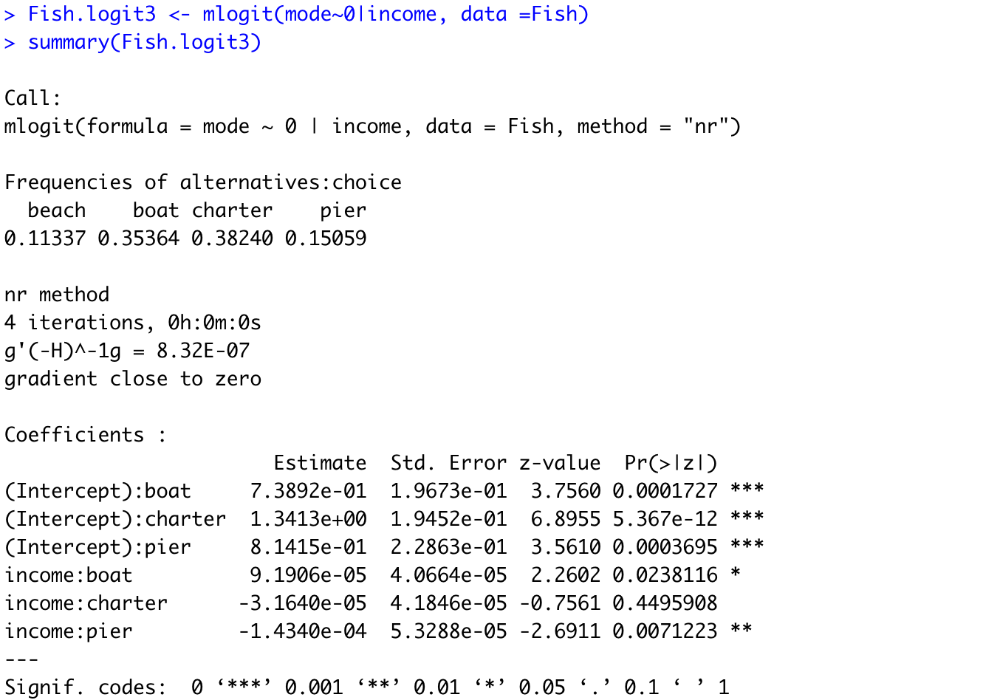 > Fish.logit3 <- mlogit(mode~0|income, data =Fish)
> summary(Fish.logit3)
Call:
mlogit(formula = mode ~ 0 | income, data = Fish, method = "nr")
Frequencies of alternatives:choice
  beach    boat charter    pier
0.11337 0.35364 0.38240 0.15059
nr method
4 iterations, 0h:0m:0s
g'(-H)^-1g = 8.32E-07
gradient close to zero
Coefficients :
                       Estimate  Std. Error z-value  Pr(>|z|)
(Intercept):boat     7.3892e-01  1.9673e-01  3.7560 0.0001727 ***
(Intercept):charter  1.3413e+00  1.9452e-01  6.8955 5.367e-12 ***
(Intercept):pier     8.1415e-01  2.2863e-01  3.5610 0.0003695 ***
income:boat          9.1906e-05  4.0664e-05  2.2602 0.0238116 *
income:charter      -3.1640e-05  4.1846e-05 -0.7561 0.4495908
income:pier         -1.4340e-04  5.3288e-05 -2.6911 0.0071223 **
---
Signif. codes:  0 ‘***’ 0.001 ‘**’ 0.01 ‘*’ 0.05 ‘.’ 0.1 ‘ ’ 1